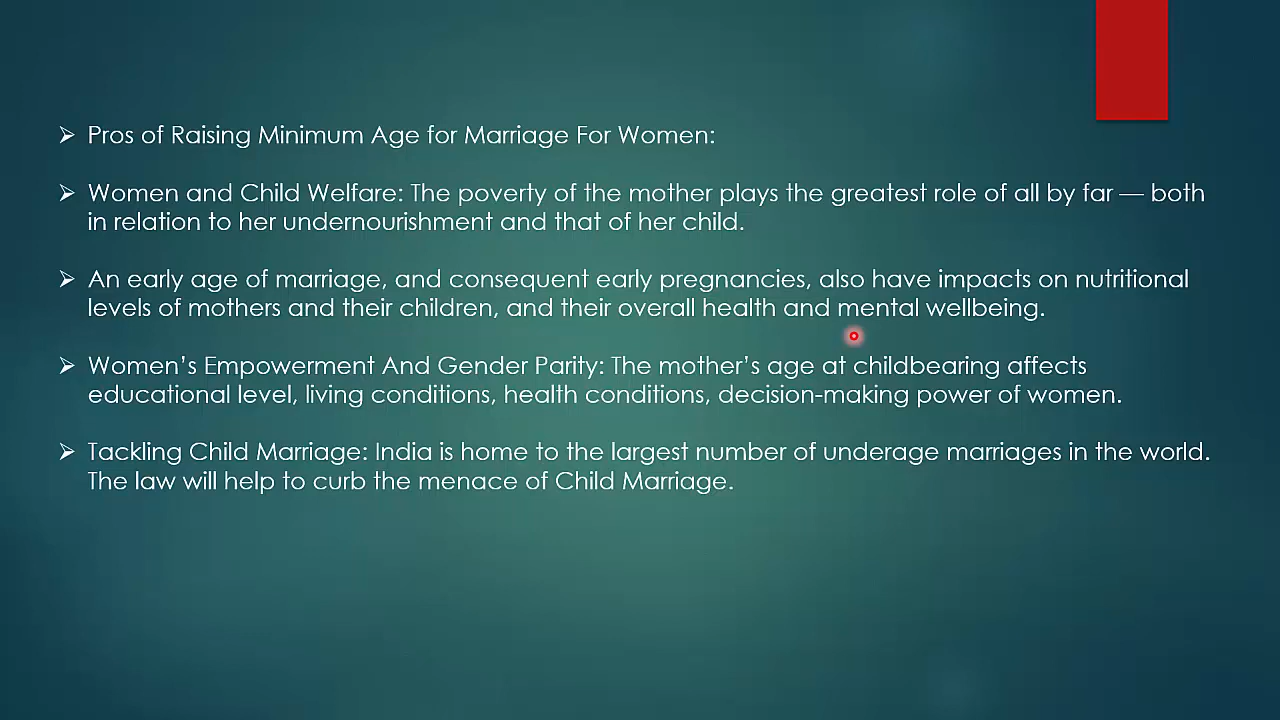 ➢ Pros of Raising Minimum Age for Marriage For Women:
➢ Women and Child Welfare: The poverty of the mother plays the greatest role of all by far — both
in relation to her undernourishment and that of her child.
➢ An early age of marriage, and consequent early pregnancies, also have impacts on nutritional
levels of mothers and their children, and their overall health and mental wellbeing.
➢ Women’s Empowerment And Gender Parity: The mother’s age at childbearing affects
educational level, living conditions, health conditions, decision-making power of women.
➢ Tackling Child Marriage: India is home to the largest number of underage marriages in the world.
The law will help to curb the menace of Child Marriage.